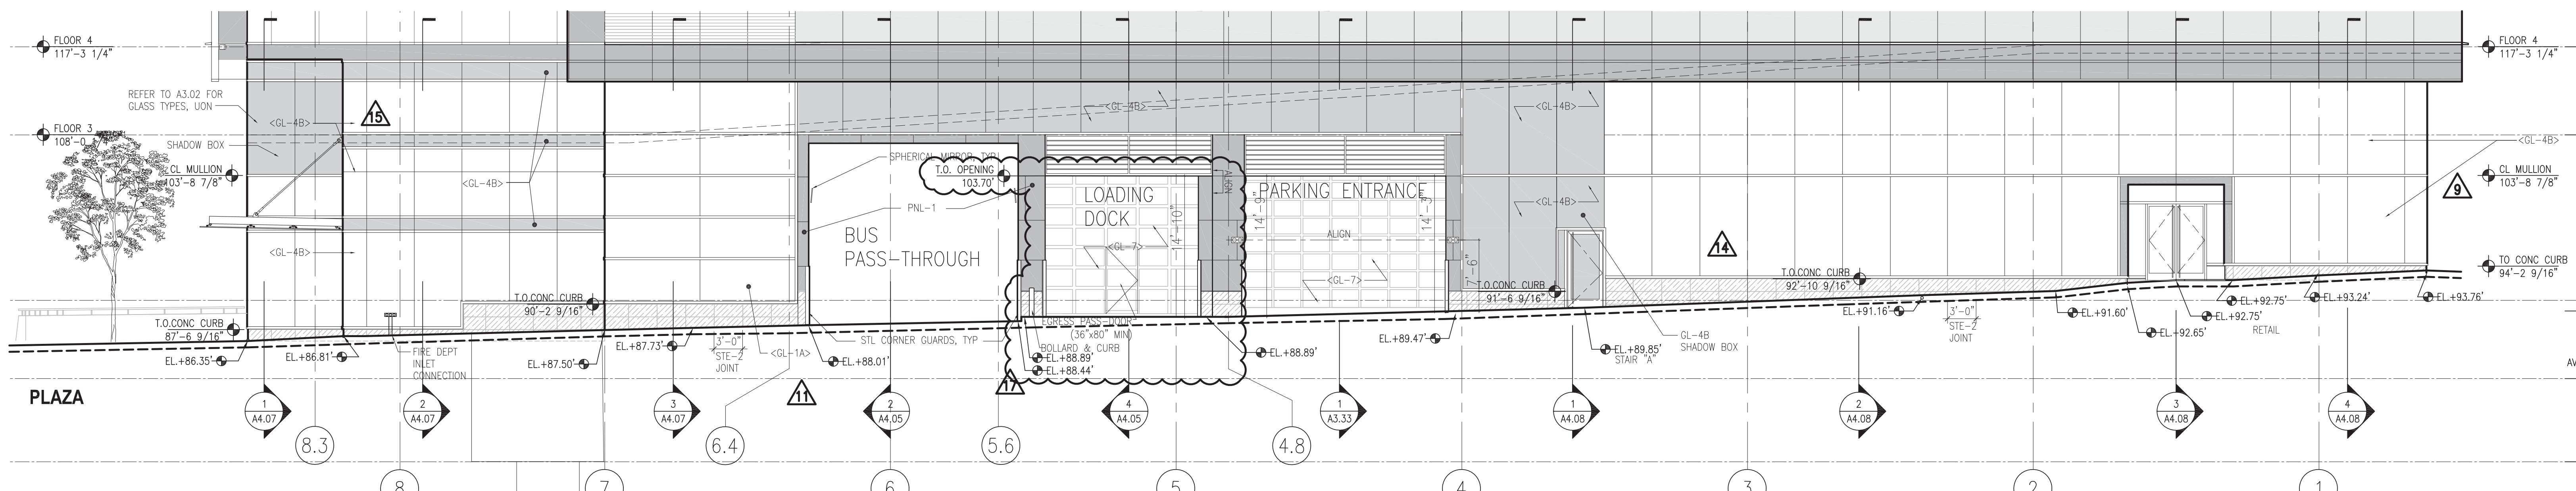 FLOOR 4
117'-3 1/4"
REFER TO A3.02 FOR
GLASS TYPES, UON
<GL-4B>
15
FLOOR 3
108'-0
SHADOW BOX
CL MULLION
103'-8 7/8"
<GL-4B>
<GL-4B>
T.O.CONC CURB
87'-6 9/16"
T.O.CONC CURB
90'-2 9/16"
EL.+86.35'
EL.+86.81'
FIRE DEPT
INLET
CONNECTION
EL.+87.50'
EL.+87.73'
3'-0"
STE-2
JOINT
<GL-1A>
PLAZA
SPHERICAL MIRROR, TYP
T.O. OPENING
103.70'
PNL-1
BUS
PASS-THROUGH
STL CORNER GUARDS, TYP
EL.+88.01'
11
17
<GL-4B>
LOADING
DOCK
<GL-7>
14'-10"
ALIGN
EGRESS PASS-DOOR
(36"x80" MIN)
BOLLARD & CURB
EL.+88.89'
EL.+88.44'
EL.+88.89'
14'-9"
PARKING ENTRANCE
14'-3"
ALIGN
<GL-7>
7'-6"
EL.+89.47'
<GL-4B>
<GL-4B>
T.O.CONC CURB
91'-6 9/16"
EL.+89.85'
STAIR "A"
GL-4B
SHADOW BOX
14
T.O.CONC CURB
92'-10 9/16"
EL.+91.16'
3'-0"
STE-2
JOINT
EL.+91.60'
EL.+92.65'
EL.+92.75'
EL.+92.75'
RETAIL
EL.+93.24'
EL.+93.76'
FLOOR 4
117'-3 1/4"
<GL-4B>
CL MULLION
103'-8 7/8"
9
TO CONC CURB
94'-2 9/16"
AV
1
A4.07
2
A4.07
3
A4.07
2
A4.05
4
A4.05
1
A3.33
1
A4.08
2
A4.08
3
A4.08
4
A4.08
8.3
6.4
5.6
4.8
8
7
6
5
4
3
2
1